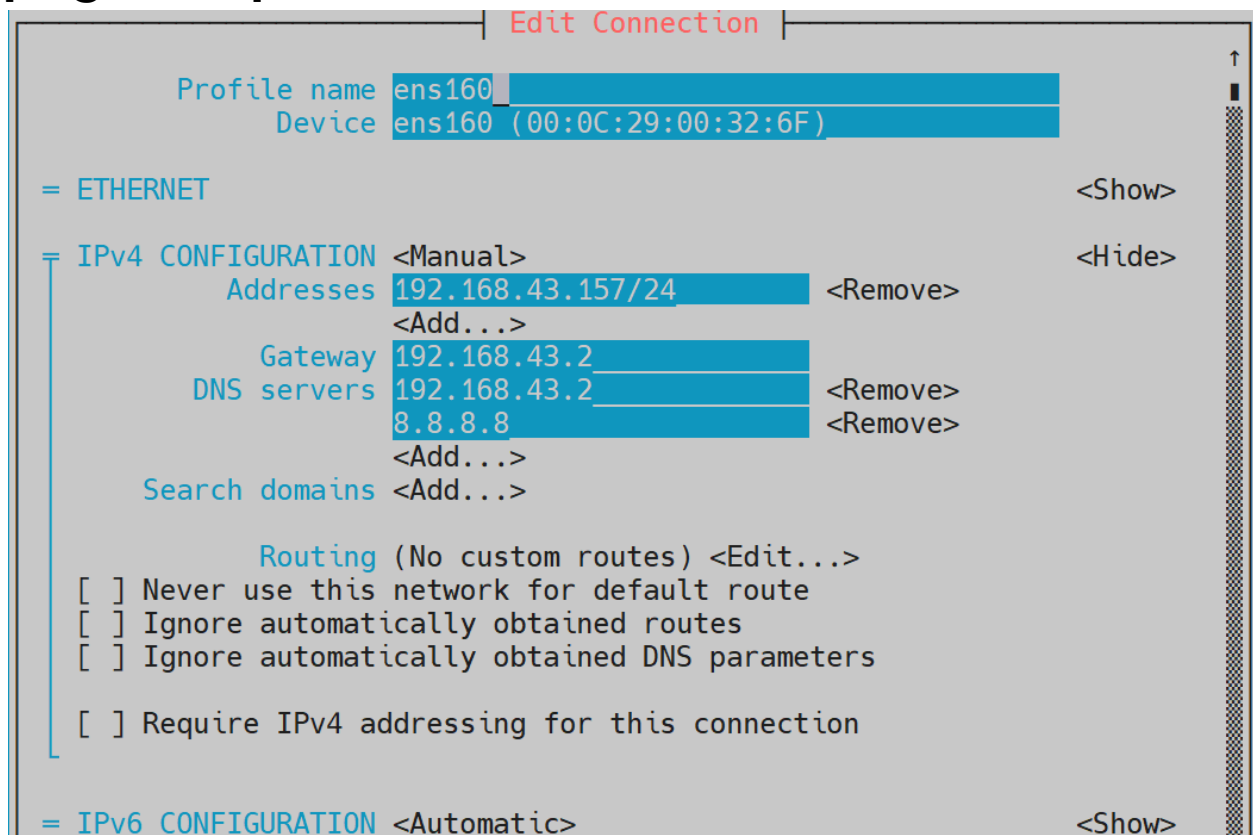 Edit Connection
Profile name ens160
Device ens160 (00:0C:29:00:32:6F)
= ETHERNET <Show>
= IPv4 CONFIGURATION <Manual> <Hide>
Addresses 192.168.43.157/24 <Remove>
<Add...>
Gateway 192.168.43.2
DNS servers 192.168.43.2 <Remove>
8.8.8.8 <Remove>
<Add...>
Search domains <Add...>
Routing (No custom routes) <Edit...>
[ ] Never use this network for default route
[ ] Ignore automatically obtained routes
[ ] Ignore automatically obtained DNS parameters
[ ] Require IPv4 addressing for this connection
= IPv6 CONFIGURATION <Automatic> <Show>